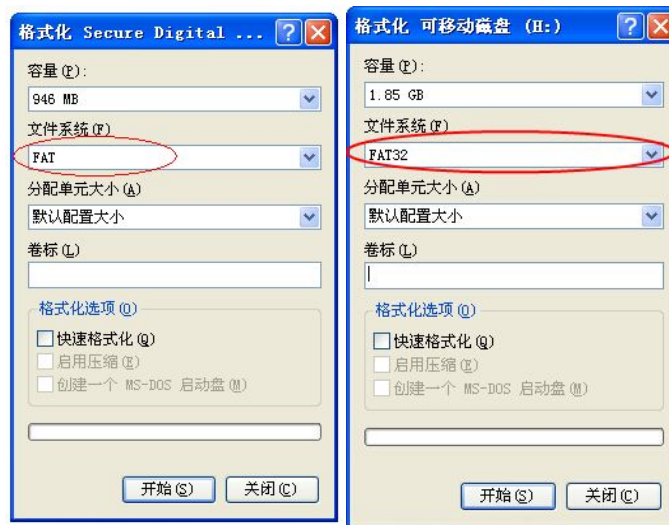 格式化 Secure Digital ...
容量(P):
946 MB
文件系统(F)
FAT
分配单元大小(A)
默认配置大小
卷标(L)
格式化选项(O)
快速格式化(Q)
启用压缩(E)
创建一个 MS-DOS 启动盘(M)
开始(S)
关闭(C)
格式化 可移动磁盘 (H:)
容量(P):
1.85 GB
文件系统(F)
FAT32
分配单元大小(A)
默认配置大小
卷标(L)
格式化选项(O)
快速格式化(Q)
启用压缩(E)
创建一个 MS-DOS 启动盘(M)
开始(S)
关闭(C)